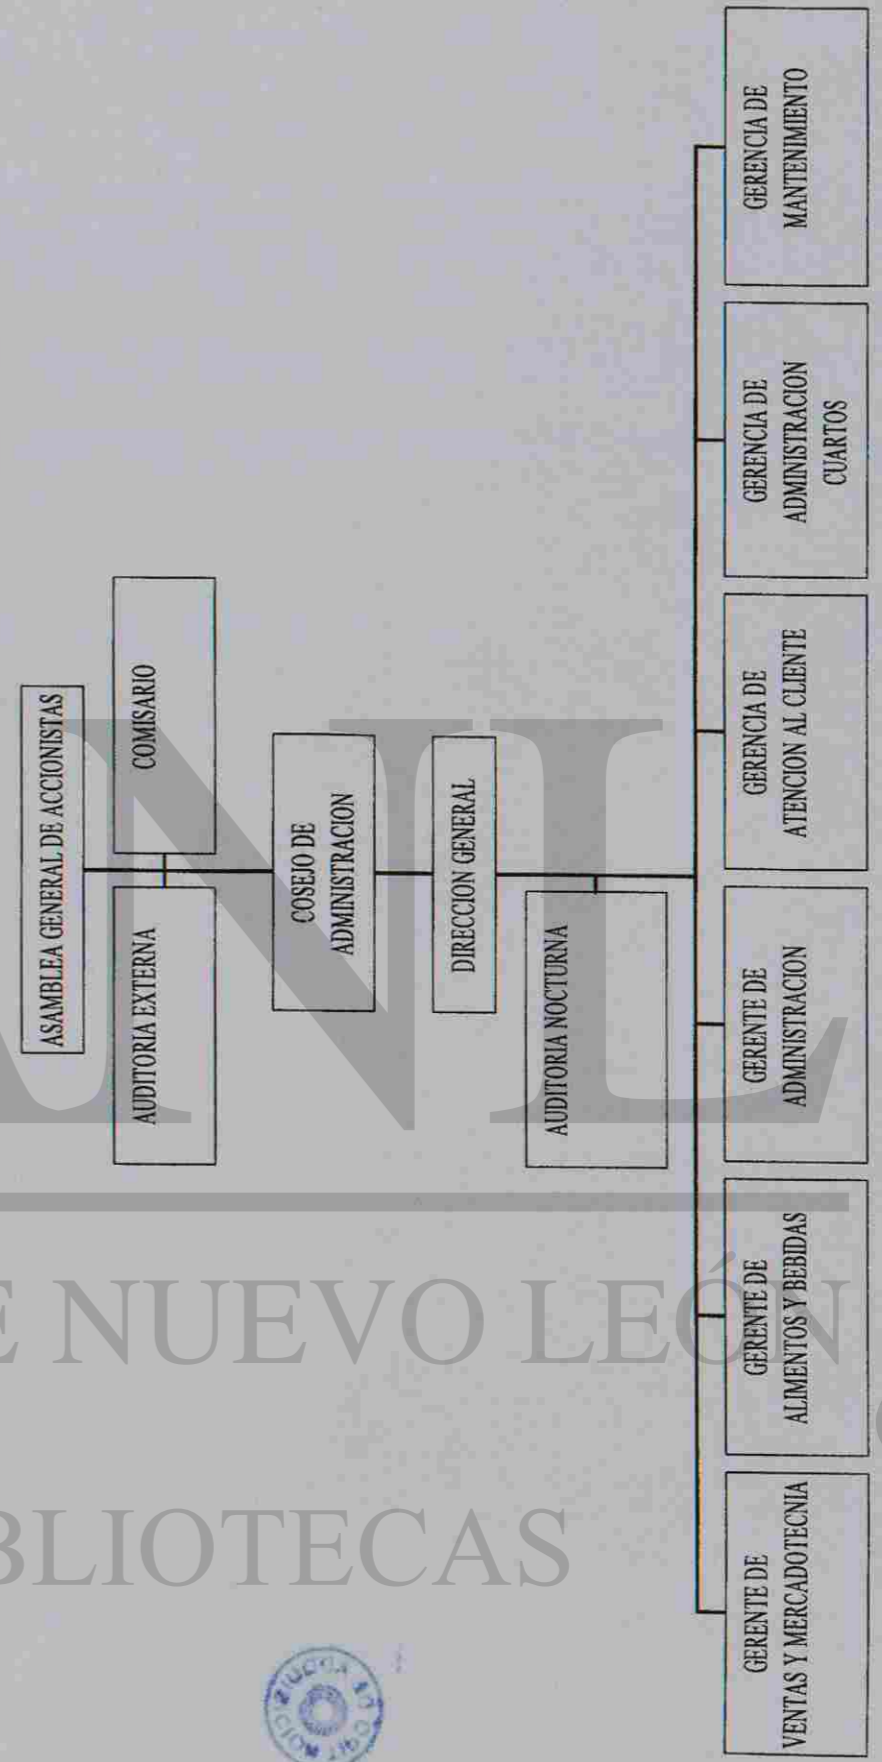 ASAMBLEA GENERAL DE ACCIONISTAS
AUDITORIA EXTERNA
COMISARIO
COSEJO DE
ADMINISTRACION
DIRECCION GENERAL
AUDITORIA NOCTURNA
GERENTE DE
VENTAS Y MERCADOTECNIA
GERENTE DE
ALIMENTOS Y BEBIDAS
GERENTE DE
ADMINISTRACION
GERENCIA DE
ATENCION AL CLIENTE
GERENCIA DE
ADMINISTRACION
CUARTOS
GERENCIA DE
MANTENIMIENTO
ANL
E NUEVO LEÓN
BLIOTECAS